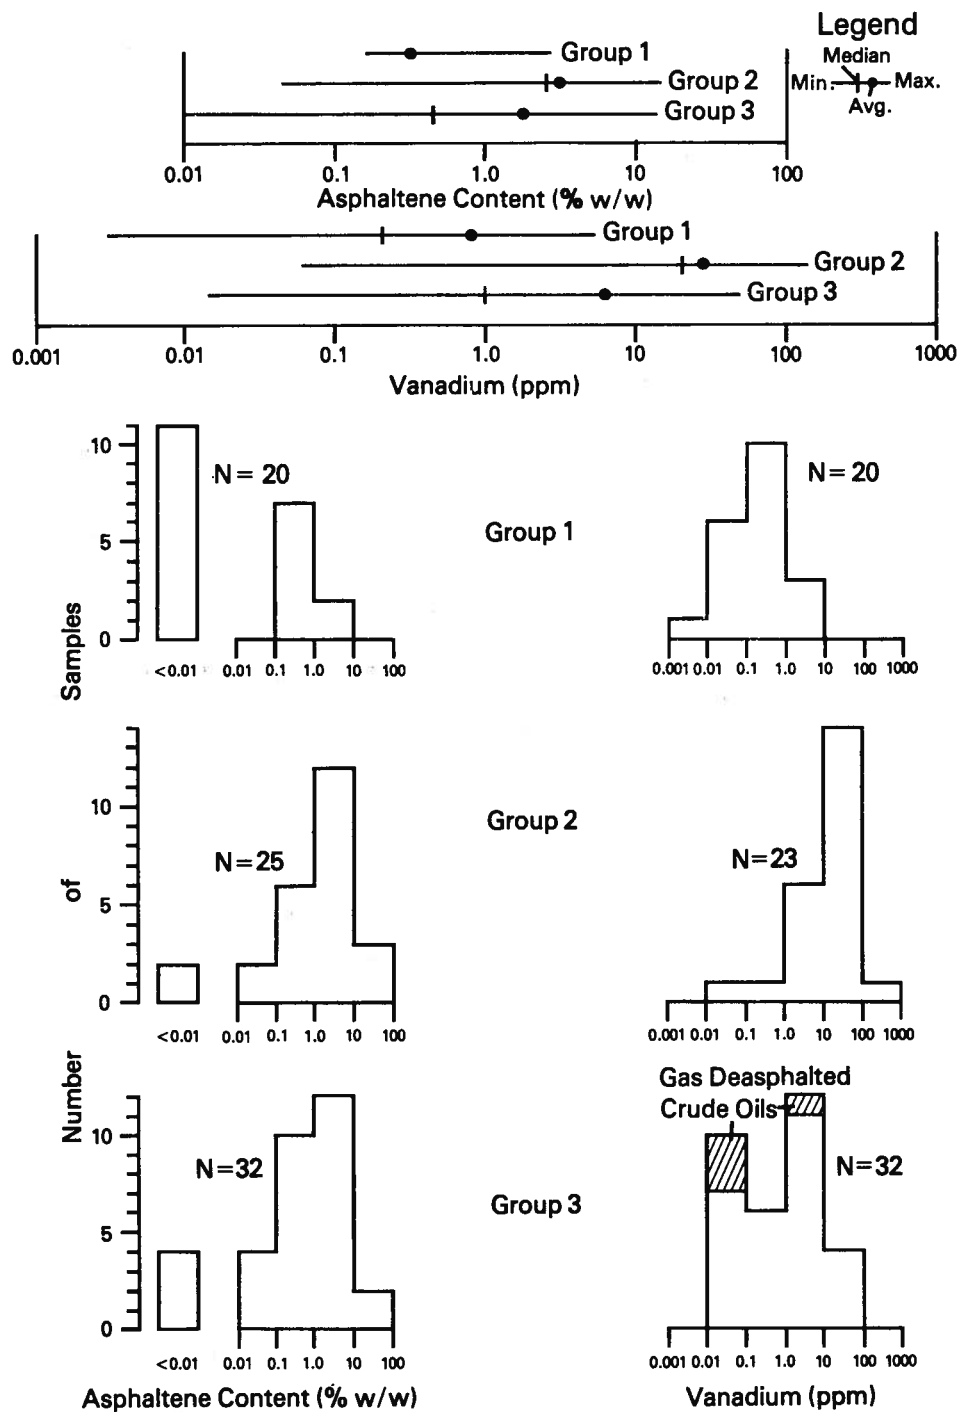 Legend
Median
Min. Max.
Avg.
Group 1
Group 2
Group 3
0.01 0.1 1.0 10 100
Asphaltene Content (% w/w)
Group 1
Group 2
Group 3
0.001 0.01 0.1 1.0 10 100 1000
Vanadium (ppm)
10
5
0
N= 20
<0.01 0.01 0.1 1.0 10 100
Group 1
N= 20
0.001 0.01 0.1 1.0 10 100 1000
10
5
0
N=25
<0.01 0.01 0.1 1.0 10 100
Group 2
N=23
0.001 0.01 0.1 1.0 10 100 1000
10
5
0
N=32
<0.01 0.01 0.1 1.0 10 100
Asphaltene Content (% w/w)
Group 3
Gas Deasphalted
Crude Oils
N=32
0.001 0.01 0.1 1.0 10 100 1000
Vanadium (ppm)
Number of Samples